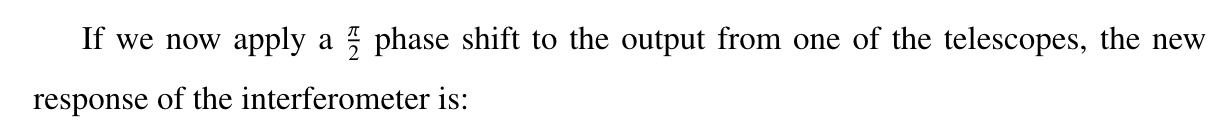 If we now apply a π/2 phase shift to the output from one of the telescopes, the new
response of the interferometer is: